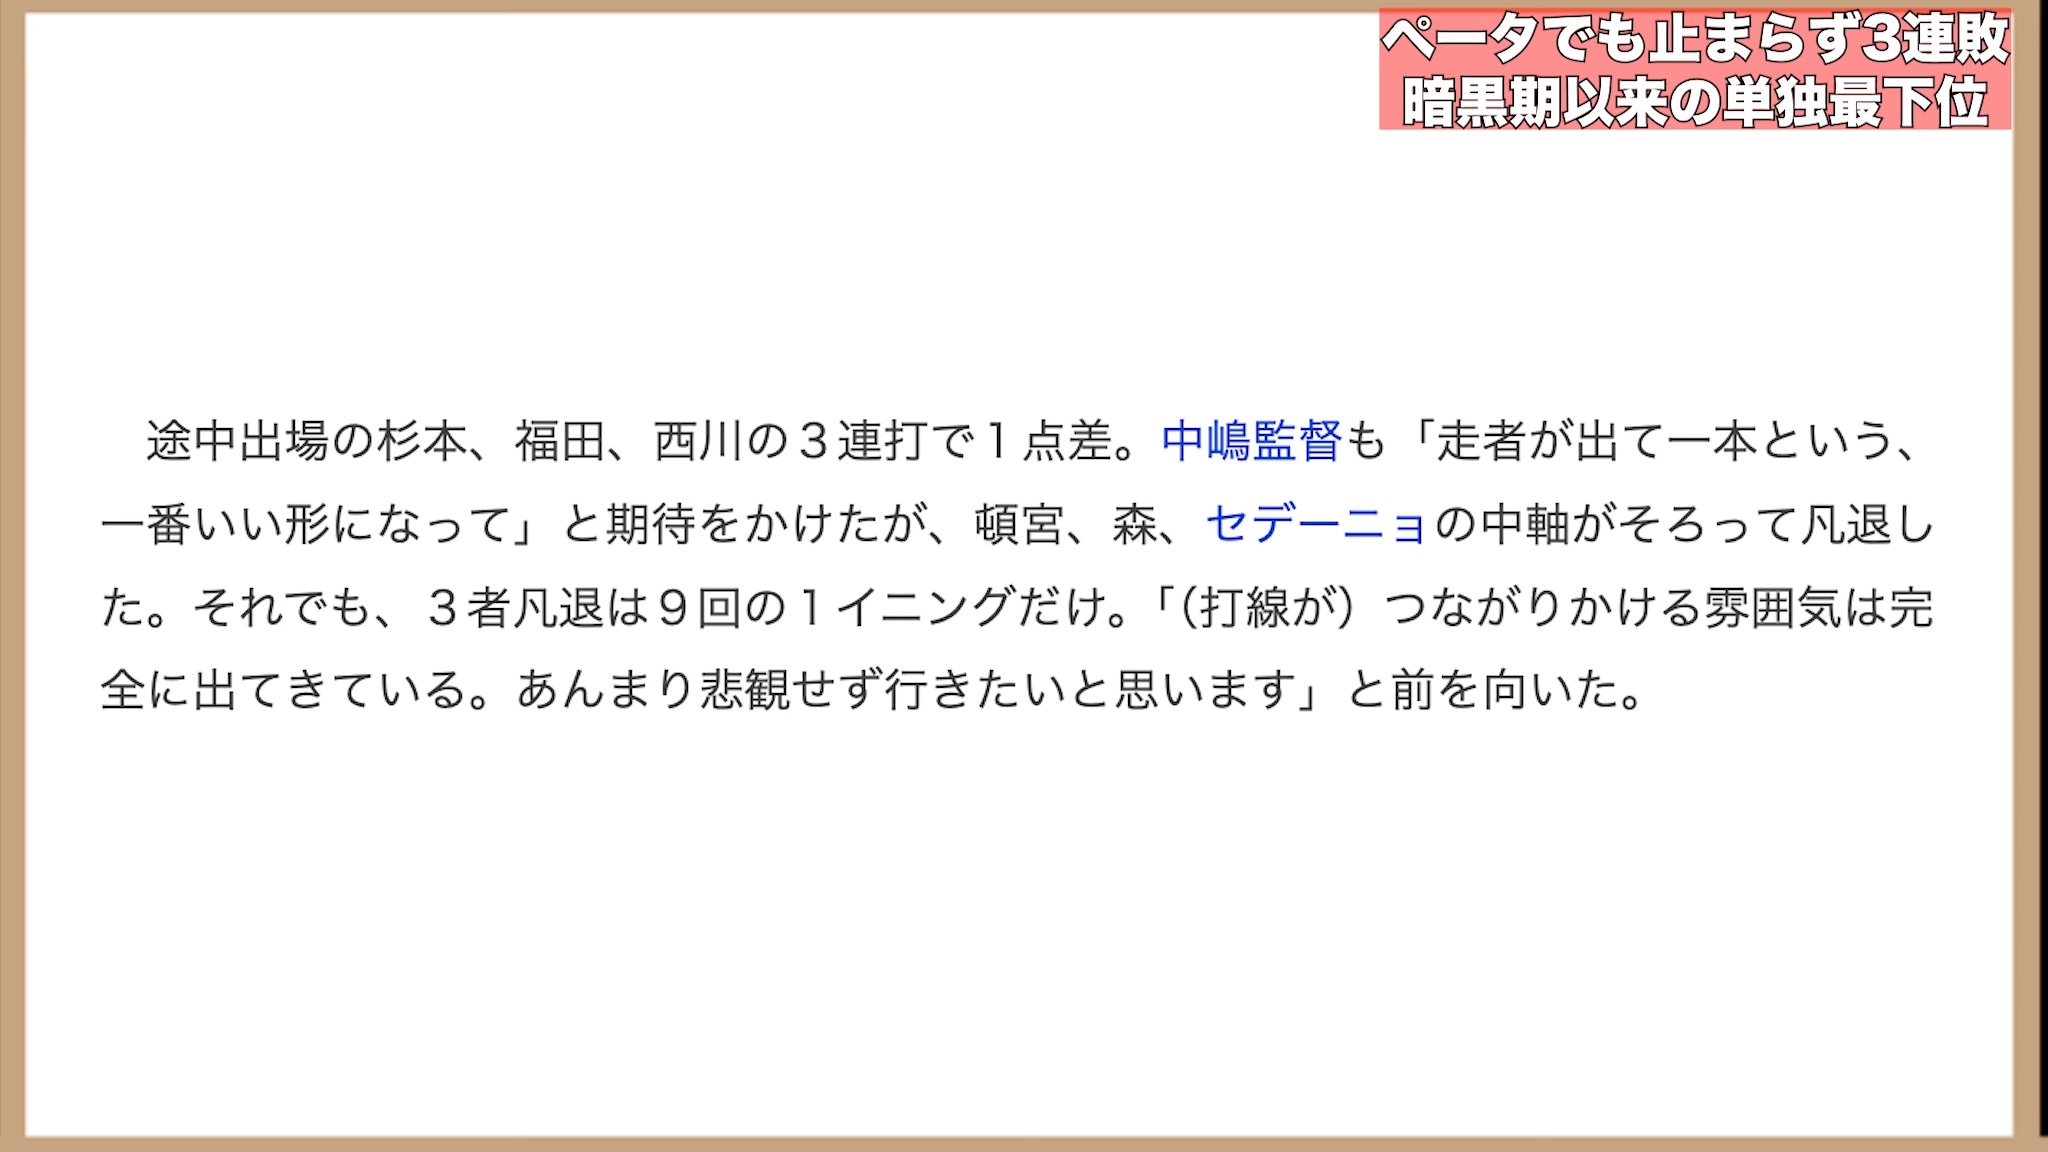 ペータでも止まらず3連敗
暗黒期以来の単独最下位
　途中出場の杉本、福田、西川の３連打で１点差。中嶋監督も「走者が出て一本という、
一番いい形になって」と期待をかけたが、頓宮、森、セデーニョの中軸がそろって凡退し
た。それでも、３者凡退は９回の１イニングだけ。「（打線が）つながりかける雰囲気は完
全に出てきている。あんまり悲観せず行きたいと思います」と前を向いた。